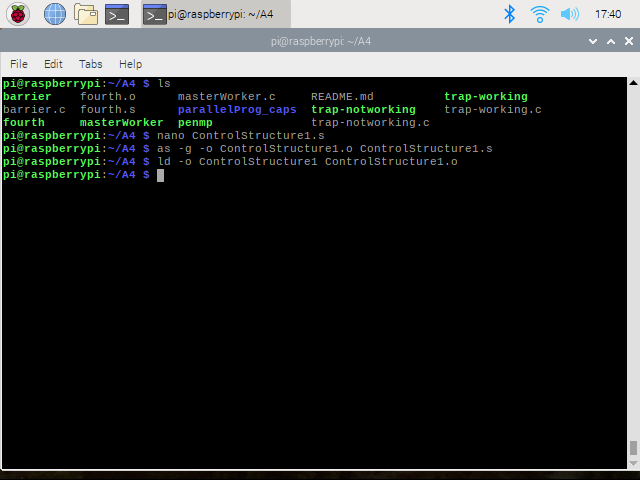 pi@raspberrypi: ~/A4 17:40
pi@raspberrypi: ~/A4
File Edit Tabs Help
pi@raspberrypi:~/A4 $ ls
barrier fourth.o masterWorker.c README.md trap-working
barrier.c fourth.s parallelProg_caps trap-notworking trap-working.c
fourth masterWorker penmp trap-notworking.c
pi@raspberrypi:~/A4 $ nano ControlStructure1.s
pi@raspberrypi:~/A4 $ as -g -o ControlStructure1.o ControlStructure1.s
pi@raspberrypi:~/A4 $ ld -o ControlStructure1 ControlStructure1.o
pi@raspberrypi:~/A4 $